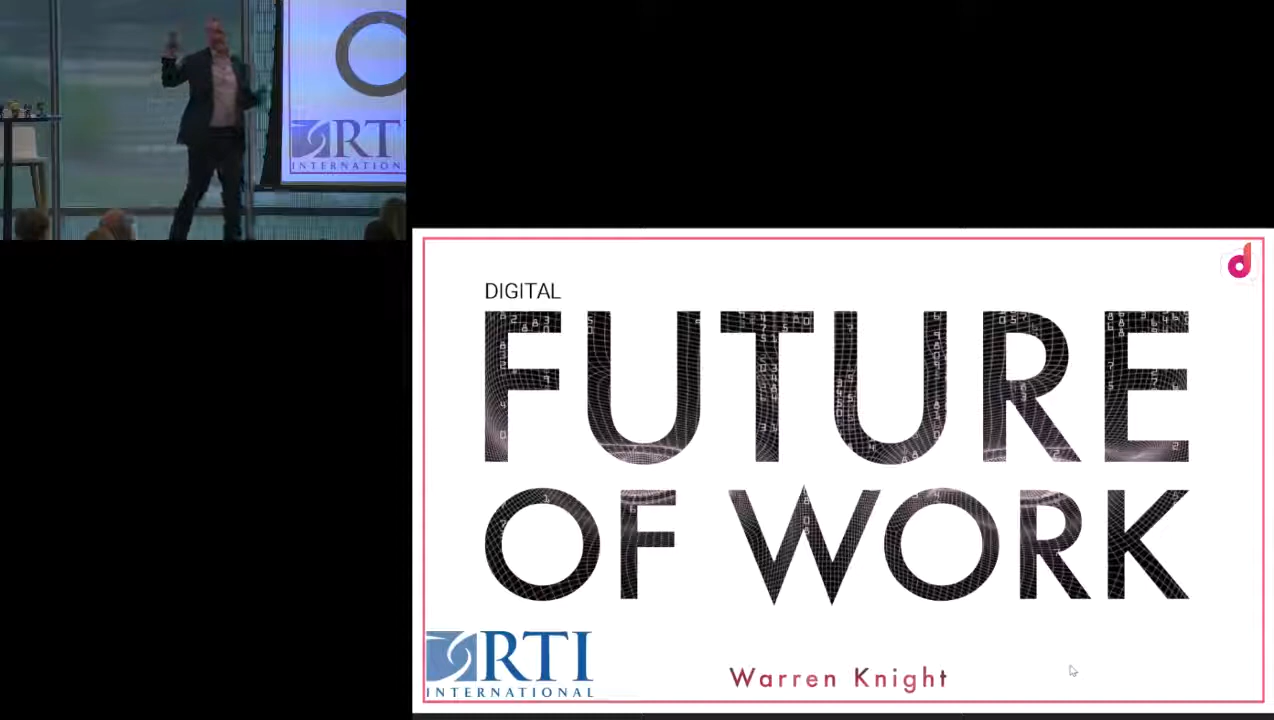 RTI
INTERNATIONAL
d
DIGITAL
FUTURE
OF WORK
RTI
INTERNATIONAL
Warren Knight